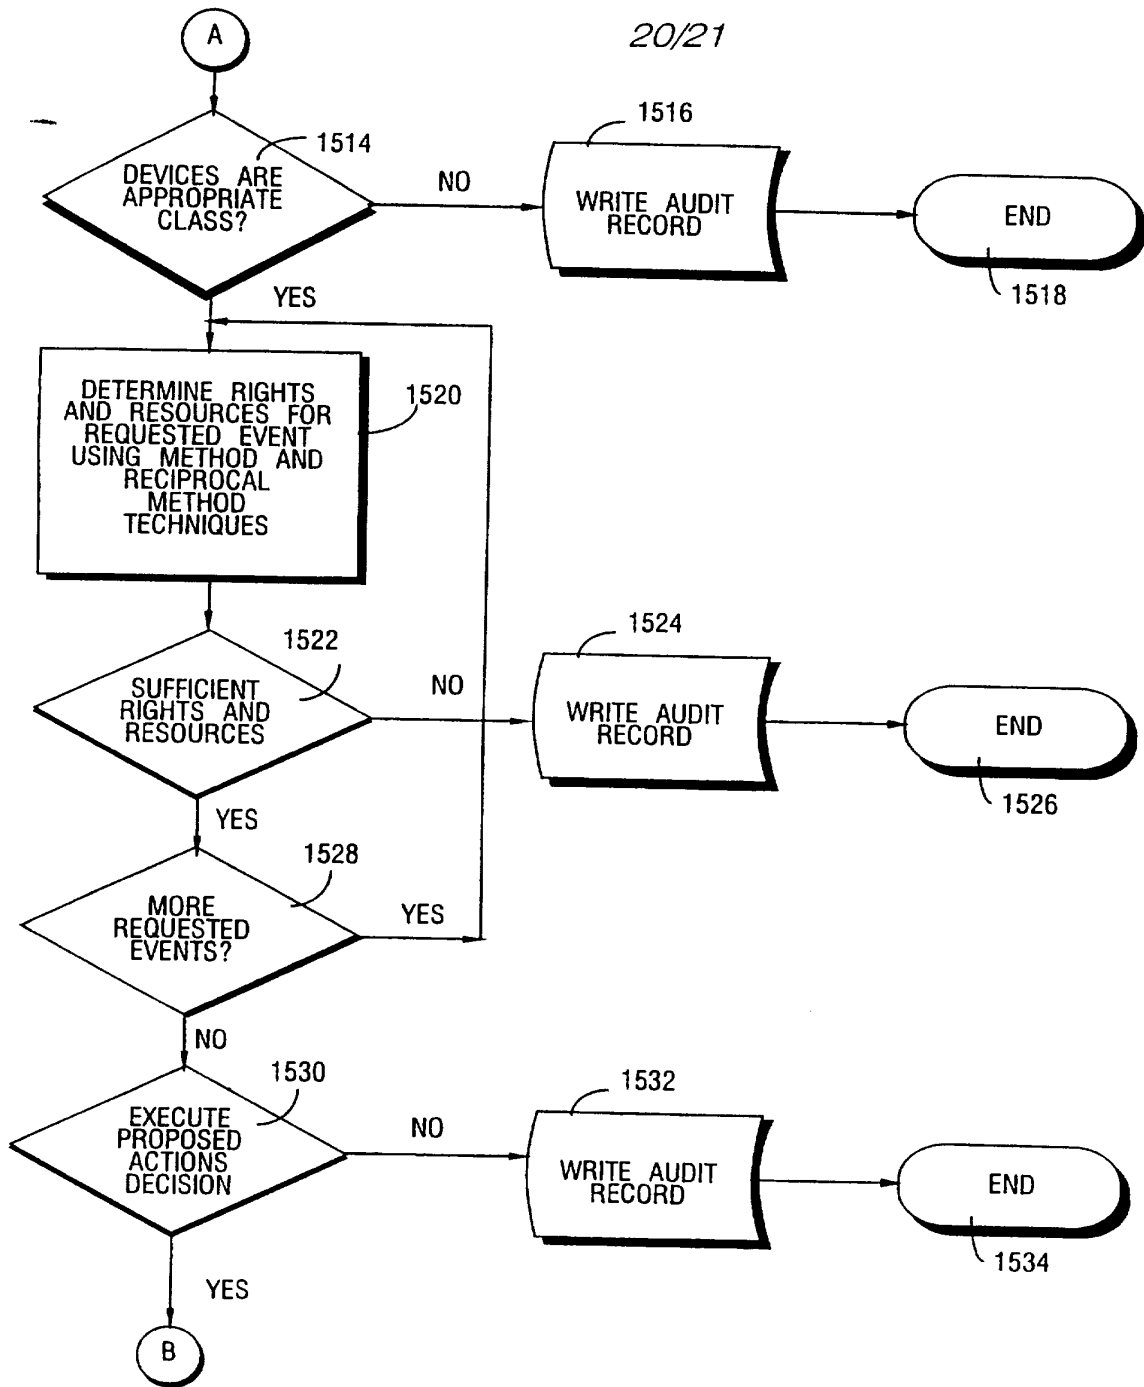 A
20/21
1514
DEVICES ARE
APPROPRIATE
CLASS?
NO
1516
WRITE AUDIT
RECORD
END
1518
YES
DETERMINE RIGHTS
AND RESOURCES FOR
REQUESTED EVENT
USING METHOD AND
RECIPROCAL
METHOD
TECHNIQUES
1520
1522
SUFFICIENT
RIGHTS AND
RESOURCES
NO
1524
WRITE AUDIT
RECORD
END
1526
YES
1528
MORE
REQUESTED
EVENTS?
YES
NO
1530
EXECUTE
PROPOSED
ACTIONS
DECISION
NO
1532
WRITE AUDIT
RECORD
END
1534
YES
B